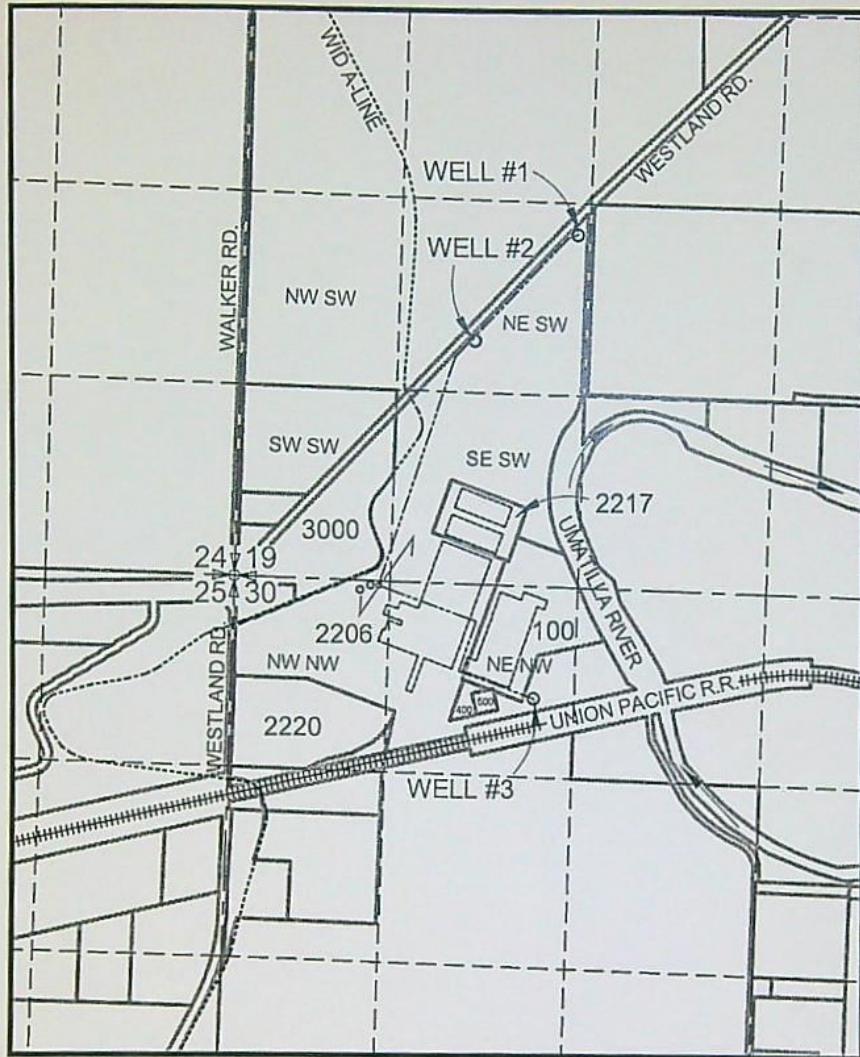 WID A-LINE
WESTLAND RD.
WELL #1
WELL #2
WALKER RD.
NW SW
NE SW
SW SW
SE SW
2217
3000
UMATILLA RIVER
24 19
25 30
2206
100
NW NW
NE NW
WESTLAND RD.
400 500
2220
UNION PACIFIC R.R.
WELL #3